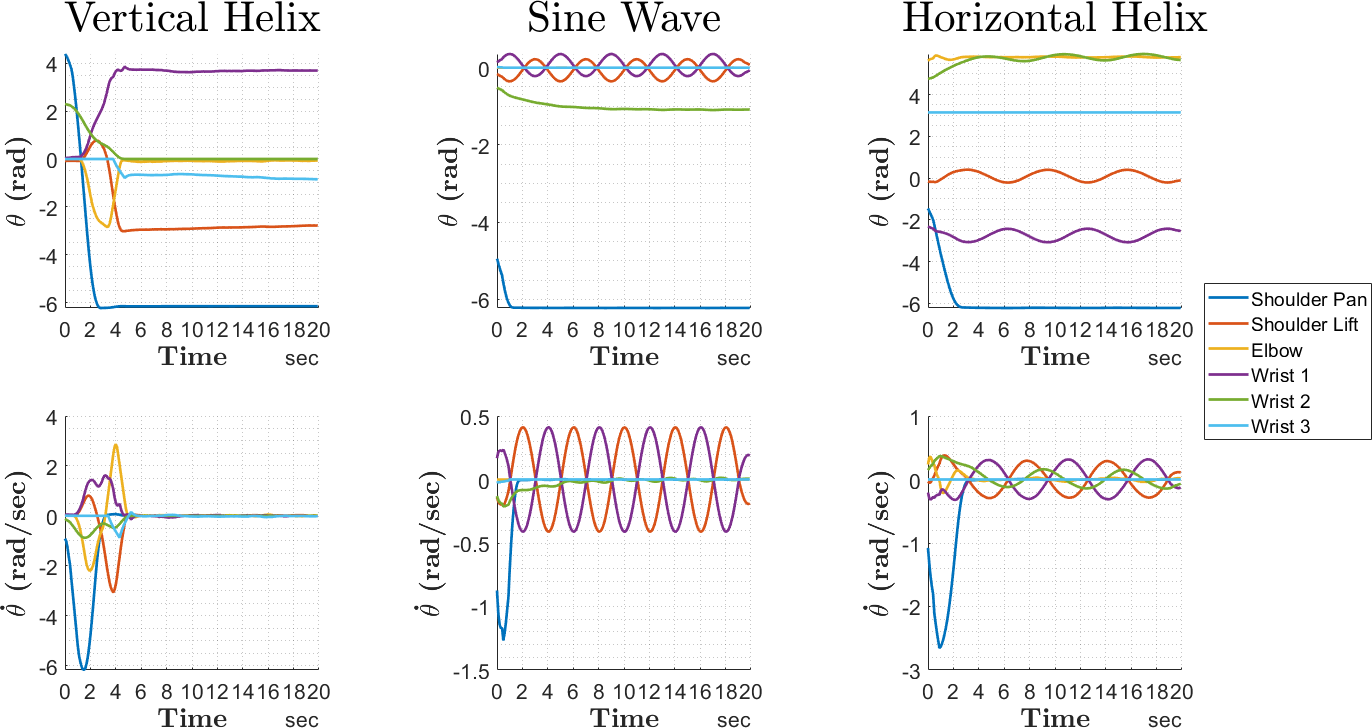 Vertical Helix
4
2
0
-2
-4
-6
θ (rad)
0 2 4 6 8 10 12 14 16 18 20
Time
sec
Sine Wave
0
-2
-4
-6
θ (rad)
0 2 4 6 8 10 12 14 16 18 20
Time
sec
Horizontal Helix
4
2
0
-2
-4
-6
θ (rad)
0 2 4 6 8 10 12 14 16 18 20
Time
sec
Shoulder Pan
Shoulder Lift
Elbow
Wrist 1
Wrist 2
Wrist 3
4
2
0
-2
-4
-6
θ̇ (rad/sec)
0 2 4 6 8 10 12 14 16 18 20
Time
sec
0.5
0
-0.5
-1
-1.5
θ̇ (rad/sec)
0 2 4 6 8 10 12 14 16 18 20
Time
sec
1
0
-1
-2
-3
θ̇ (rad/sec)
0 2 4 6 8 10 12 14 16 18 20
Time
sec